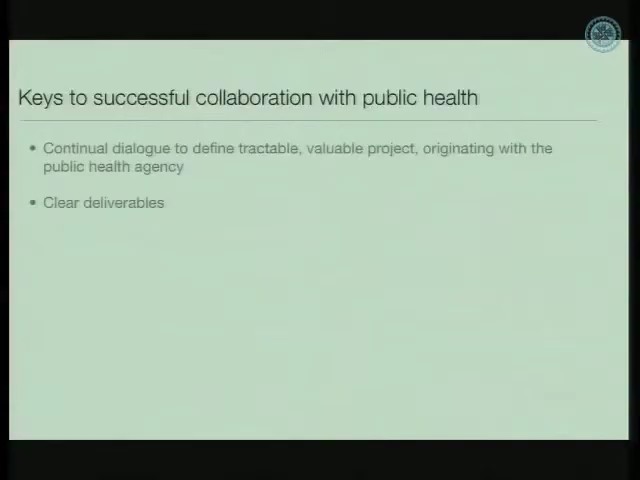 Keys to successful collaboration with public health
• Continual dialogue to define tractable, valuable project, originating with the
public health agency
• Clear deliverables